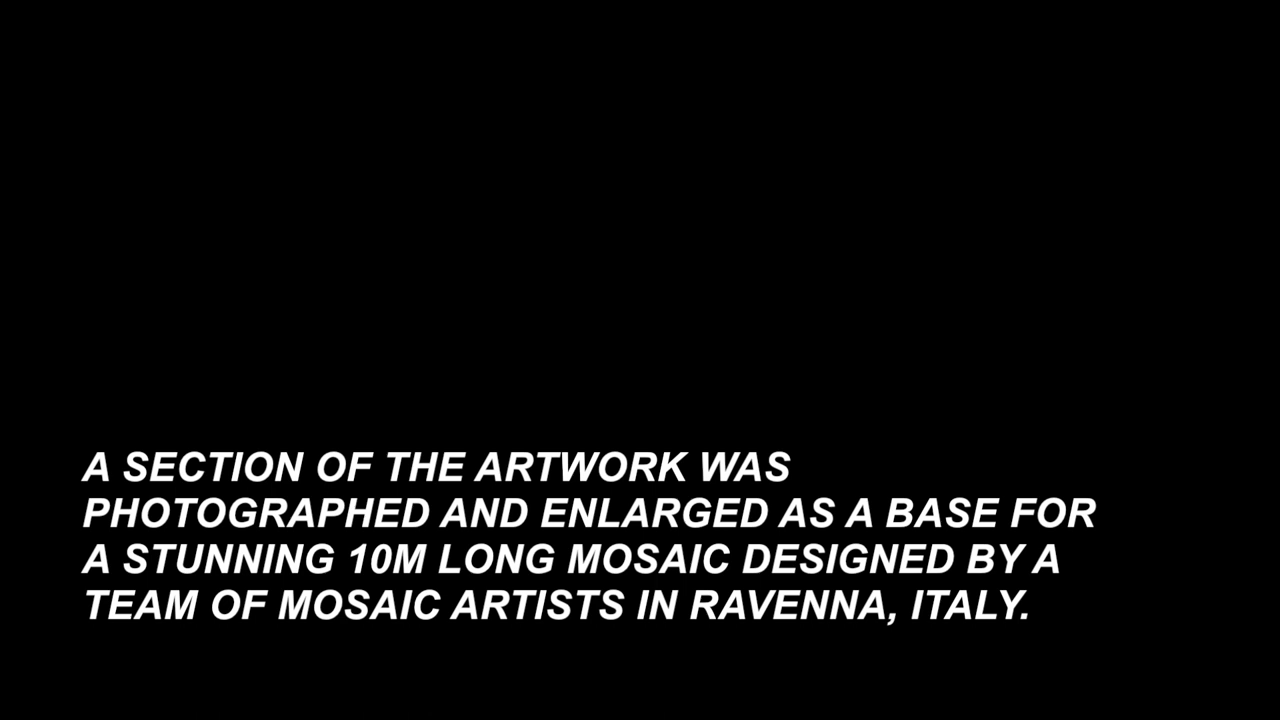 A SECTION OF THE ARTWORK WAS
PHOTOGRAPHED AND ENLARGED AS A BASE FOR
A STUNNING 10M LONG MOSAIC DESIGNED BY A
TEAM OF MOSAIC ARTISTS IN RAVENNA, ITALY.